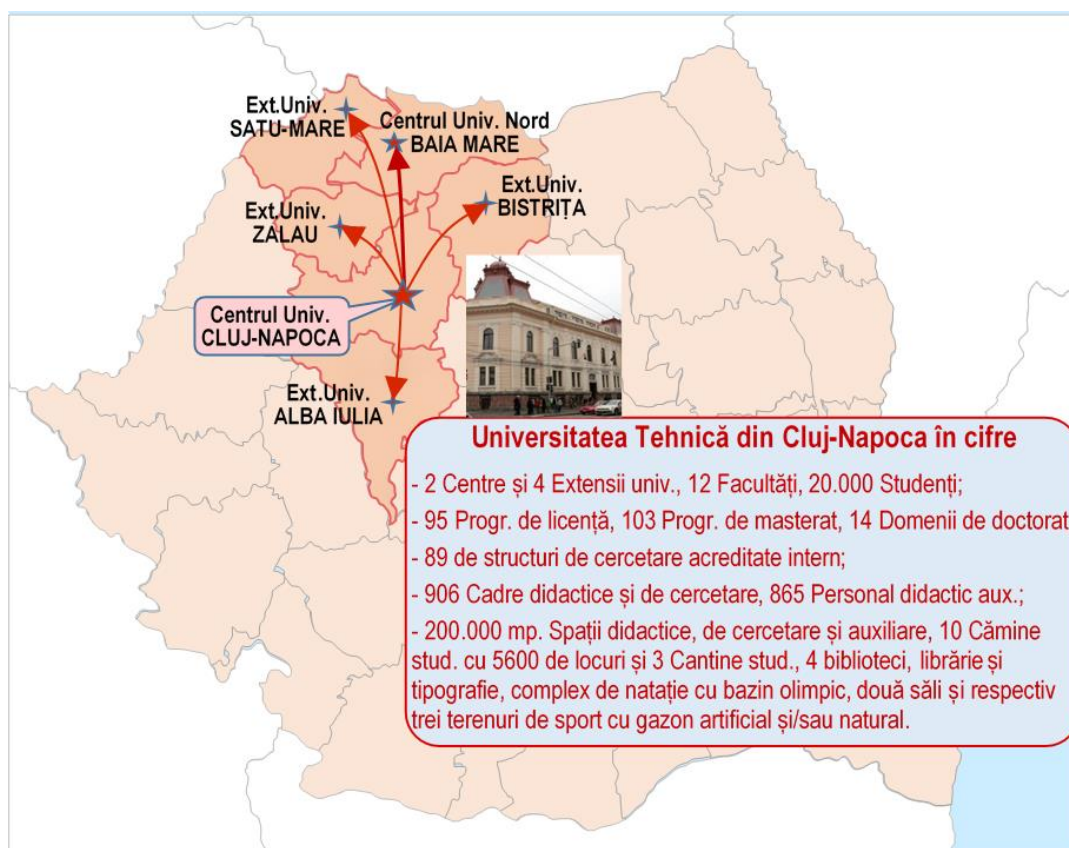 Ext.Univ.
SATU-MARE
Centrul Univ. Nord
BAIA MARE
Ext.Univ.
BISTRIȚA
Ext.Univ.
ZALAU
Centrul Univ.
CLUJ-NAPOCA
Ext.Univ.
ALBA IULIA
Universitatea Tehnică din Cluj-Napoca în cifre
- 2 Centre și 4 Extensii univ., 12 Facultăți, 20.000 Studenți;
- 95 Progr. de licență, 103 Progr. de masterat, 14 Domenii de doctorat
- 89 de structuri de cercetare acreditate intern;
- 906 Cadre didactice și de cercetare, 865 Personal didactic aux.;
- 200.000 mp. Spații didactice, de cercetare și auxiliare, 10 Cămine
stud. cu 5600 de locuri și 3 Cantine stud., 4 biblioteci, librărie și
tipografie, complex de natație cu bazin olimpic, două săli și respectiv
trei terenuri de sport cu gazon artificial și/sau natural.